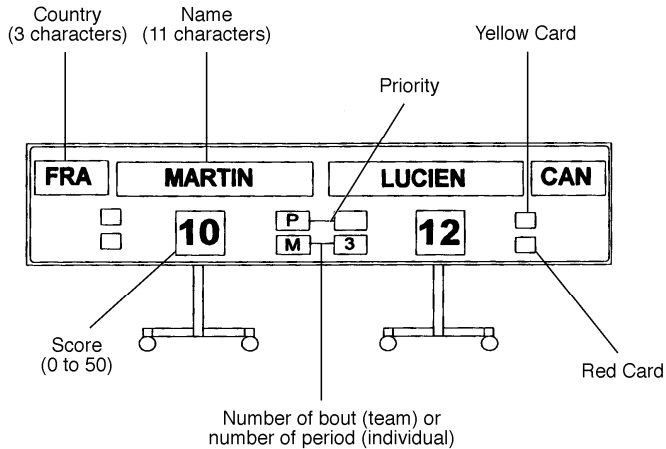 Country
(3 characters)
Name
(11 characters)
Yellow Card
Priority
FRA
MARTIN
LUCIEN
CAN
10
P
12
M
3
Score
(0 to 50)
Red Card
Number of bout (team) or
number of period (individual)